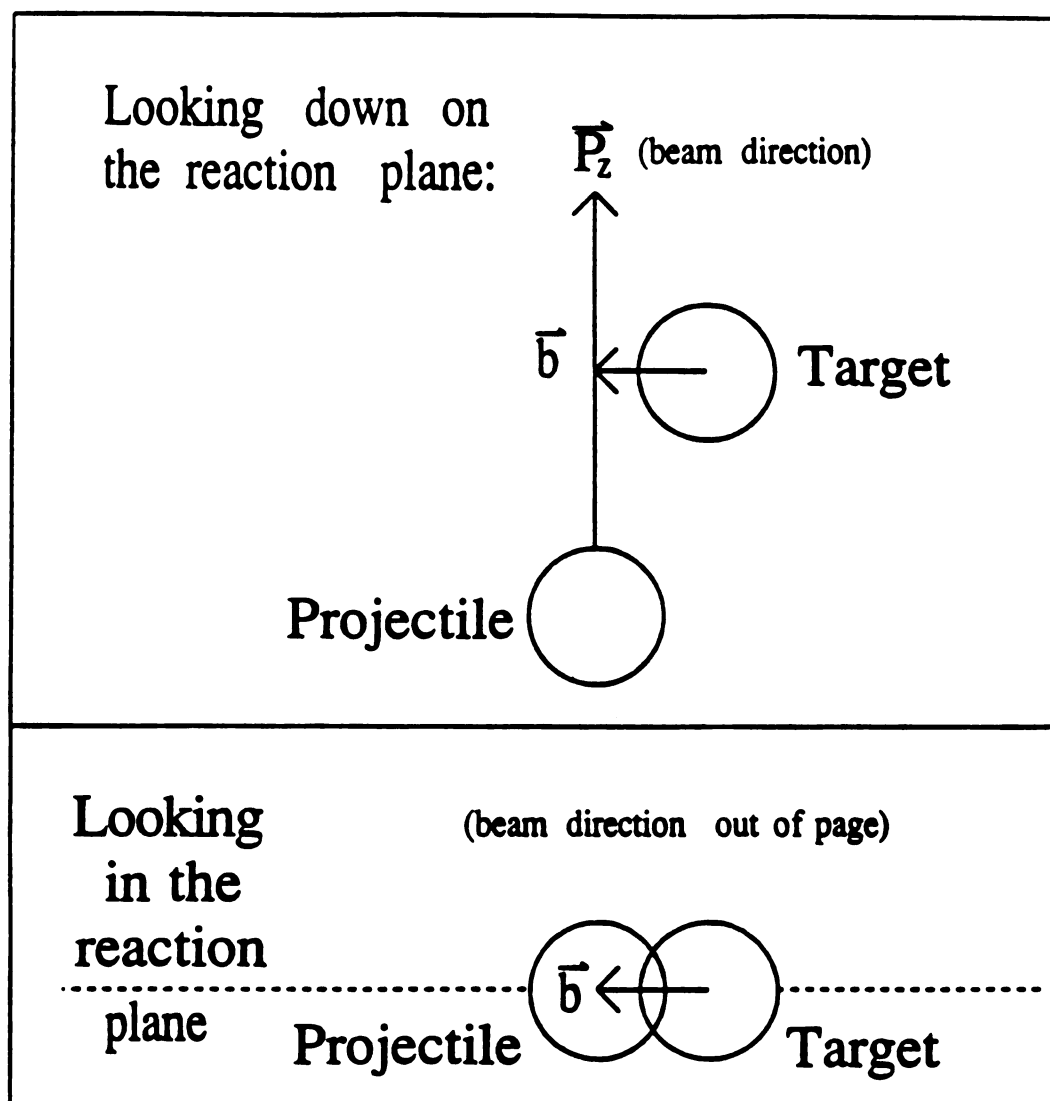 Looking down on
the reaction plane:
P⃗z (beam direction)
b⃗
Target
Projectile
Looking
in the
reaction
plane
(beam direction out of page)
b⃗
Projectile
Target